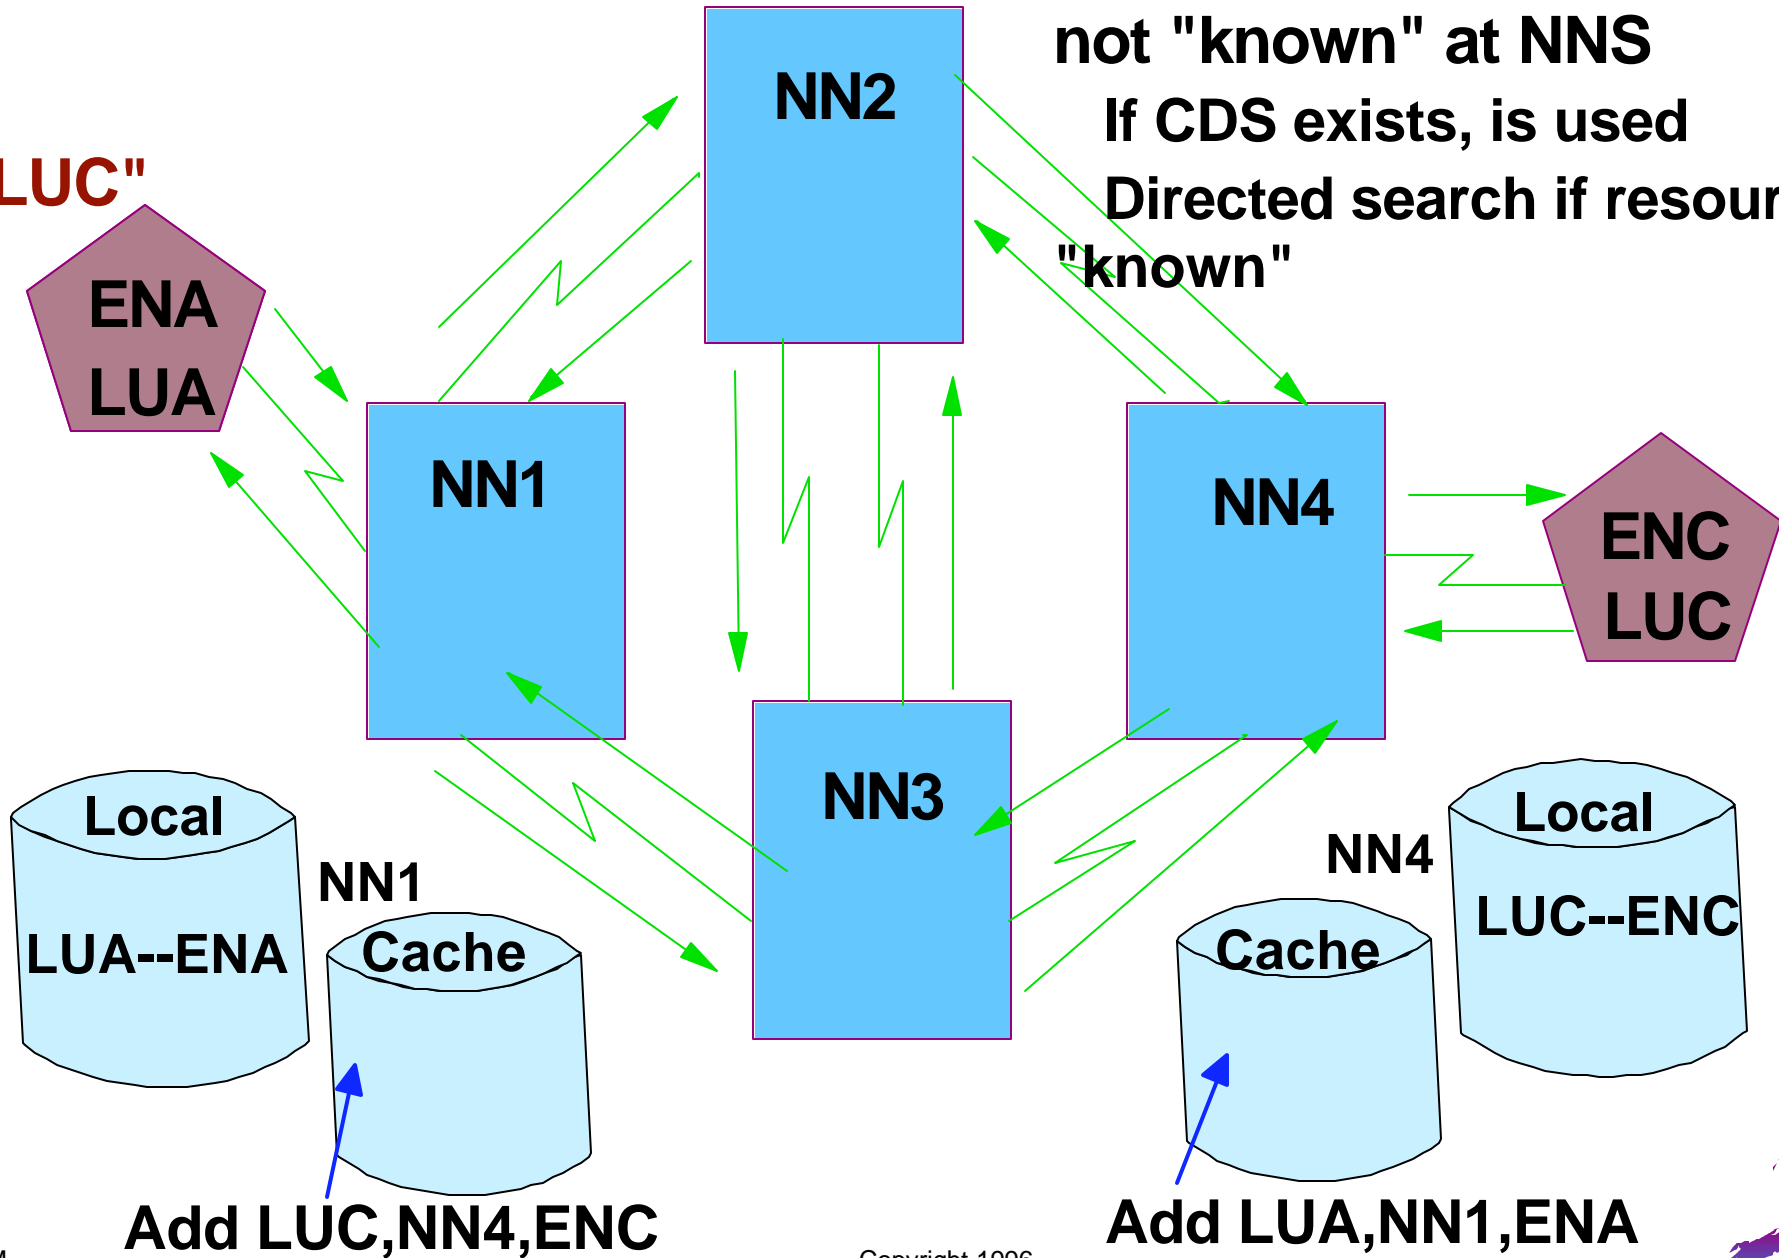 not "known" at NNS
If CDS exists, is used
Directed search if
"known"
LUC"
NN2
ENA
LUA
NN1
NN4
ENC
LUC
NN3
Local
LUA--ENA
NN1
Cache
NN4
Local
LUC--ENC
Cache
Add LUC,NN4,ENC
Add LUA,NN1,ENA
Copyright 1996